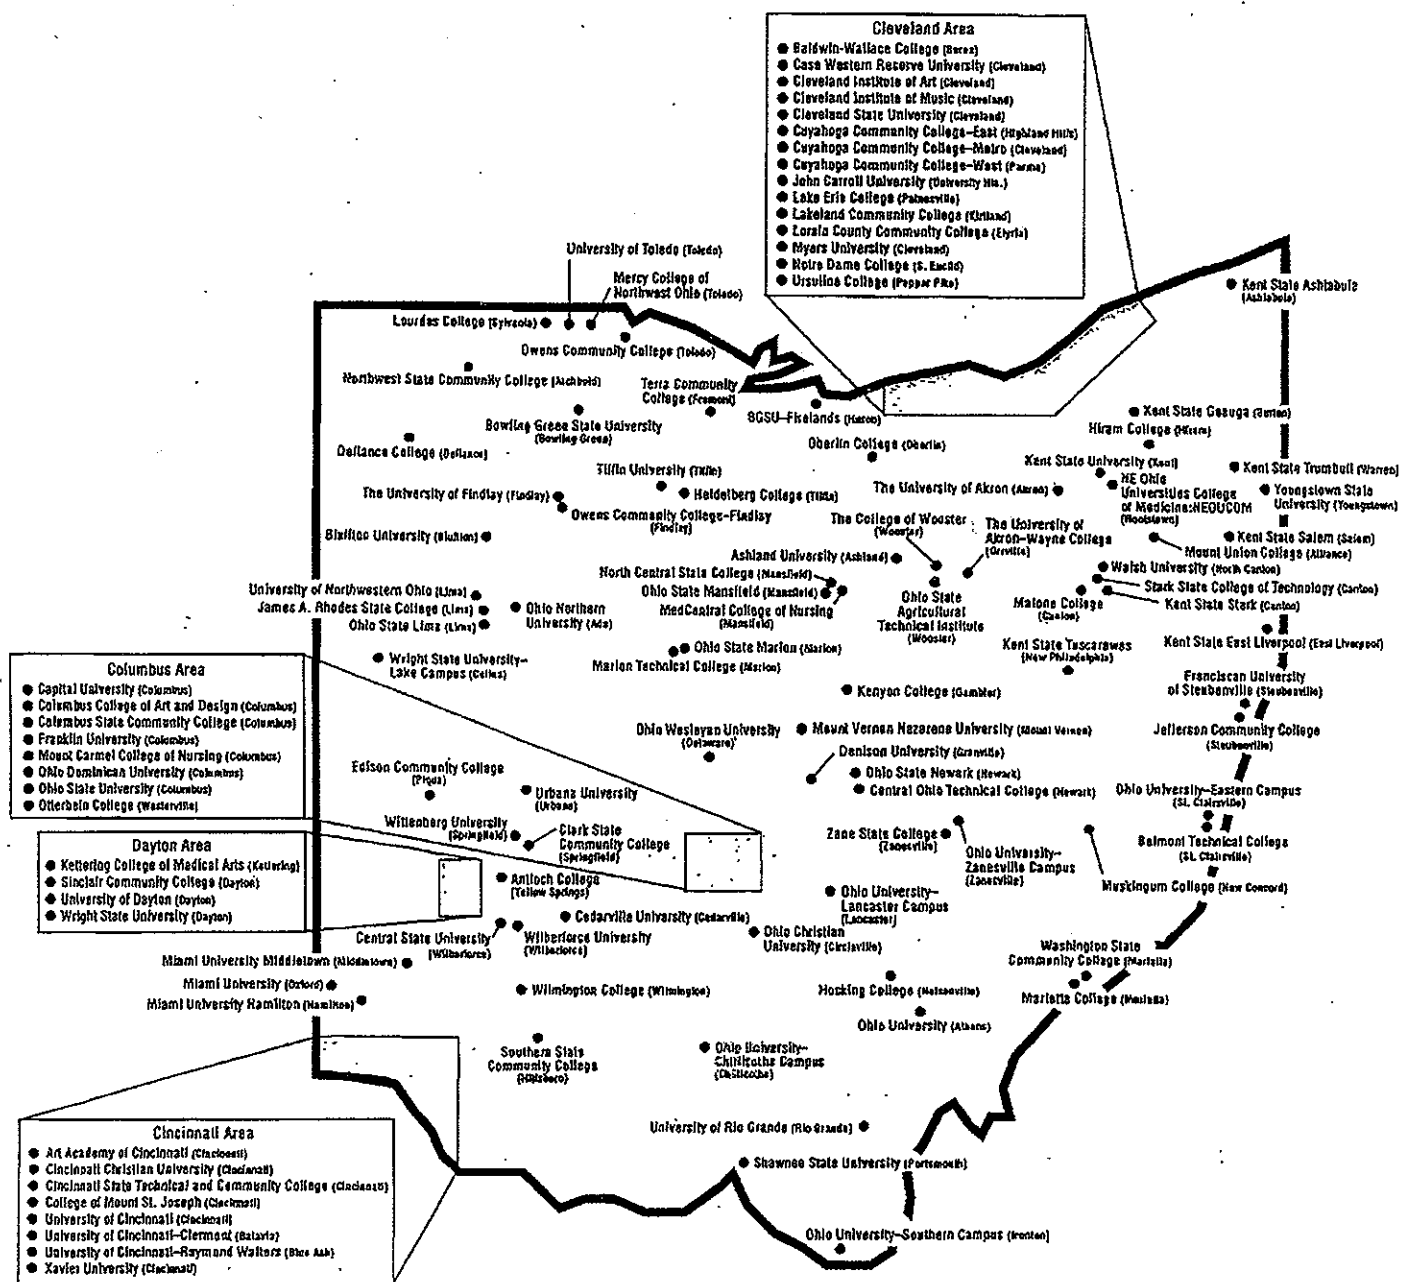 Cleveland Area
Baldwin-Wallace College (Berea)
Case Western Reserve University (Cleveland)
Cleveland Institute of Art (Cleveland)
Cleveland Institute of Music (Cleveland)
Cleveland State University (Cleveland)
Cuyahoga Community College–East (Highland Hills)
Cuyahoga Community College–Metro (Cleveland)
Cuyahoga Community College–West (Parma)
John Carroll University (University Hts.)
Lake Erie College (Painesville)
Lakeland Community College (Kirtland)
Lorain County Community College (Elyria)
Myers University (Cleveland)
Notre Dame College (S. Euclid)
Ursuline College (Pepper Pike)
University of Toledo (Toledo)
Mercy College of
Northwest Ohio (Toledo)
Lourdes College (Sylvania)
Owens Community College (Toledo)
Kent State Ashtabula
(Ashtabula)
Northwest State Community College (Archbold)
Terra Community
College (Fremont)
Bowling Green State University
(Bowling Green)
BGSU–Firelands (Huron)
Kent State Geauga (Burton)
Hiram College (Hiram)
Defiance College (Defiance)
Oberlin College (Oberlin)
Tiffin University (Tiffin)
Heidelberg College (Tiffin)
Kent State University (Kent)
Kent State Trumbull (Warren)
The University of Findlay (Findlay)
Owens Community College–Findlay
(Findlay)
The University of Akron (Akron)
NE Ohio
Universities College
of Medicine:NEOUCOM
(Rootstown)
Youngstown State
University (Youngstown)
Bluffton University (Bluffton)
The College of Wooster
(Wooster)
The University of
Akron–Wayne College
(Orrville)
Kent State Salem (Salem)
Mount Union College (Alliance)
Ashland University (Ashland)
Walsh University (North Canton)
North Central State College (Mansfield)
Stark State College of Technology (Canton)
University of Northwestern Ohio (Lima)
Ohio State Mansfield (Mansfield)
Kent State Stark (Canton)
James A. Rhodes State College (Lima)
Ohio State Lima (Lima)
Ohio Northern
University (Ada)
MedCentral College of Nursing
(Mansfield)
Ohio State
Agricultural
Technical Institute
(Wooster)
Malone College
(Canton)
Kent State East Liverpool (East Liverpool)
Kent State Tuscarawas
(New Philadelphia)
Ohio State Marion (Marion)
Marion Technical College (Marion)
Wright State University–
Lake Campus (Celina)
Franciscan University
of Steubenville (Steubenville)
Kenyon College (Gambier)
Jefferson Community College
(Steubenville)
Columbus Area
Capital University (Columbus)
Columbus College of Art and Design (Columbus)
Columbus State Community College (Columbus)
Franklin University (Columbus)
Mount Carmel College of Nursing (Columbus)
Ohio Dominican University (Columbus)
Ohio State University (Columbus)
Otterbein College (Westerville)
Ohio Wesleyan University
(Delaware)
Mount Vernon Nazarene University (Mount Vernon)
Denison University (Granville)
Edison Community College
(Piqua)
Ohio State Newark (Newark)
Central Ohio Technical College (Newark)
Urbana University
(Urbana)
Ohio University–Eastern Campus
(St. Clairsville)
Wittenberg University
(Springfield)
Clark State
Community College
(Springfield)
Zane State College
(Zanesville)
Ohio University–
Zanesville Campus
(Zanesville)
Belmont Technical College
(St. Clairsville)
Muskingum College (New Concord)
Dayton Area
Kettering College of Medical Arts (Kettering)
Sinclair Community College (Dayton)
University of Dayton (Dayton)
Wright State University (Dayton)
Antioch College
(Yellow Springs)
Ohio University–
Lancaster Campus
(Lancaster)
Cedarville University (Cedarville)
Central State University
(Wilberforce)
Wilberforce University
(Wilberforce)
Ohio Christian
University (Circleville)
Washington State
Community College (Marietta)
Miami University Middletown (Middletown)
Miami University (Oxford)
Miami University Hamilton (Hamilton)
Wilmington College (Wilmington)
Hocking College (Nelsonville)
Marietta College (Marietta)
Ohio University (Athens)
Southern State
Community College
(Hillsboro)
Ohio University–
Chillicothe Campus
(Chillicothe)
University of Rio Grande (Rio Grande)
Shawnee State University (Portsmouth)
Ohio University–Southern Campus (Ironton)
Cincinnati Area
Art Academy of Cincinnati (Cincinnati)
Cincinnati Christian University (Cincinnati)
Cincinnati State Technical and Community College (Cincinnati)
College of Mount St. Joseph (Cincinnati)
University of Cincinnati (Cincinnati)
University of Cincinnati–Clermont (Batavia)
University of Cincinnati–Raymond Walters (Blue Ash)
Xavier University (Cincinnati)